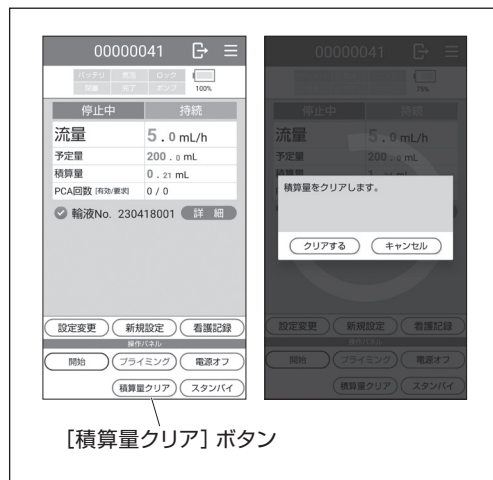 00000041
バッテリ 気泡 ロック
閉塞 完了 ポンプ
100%
停止中 持続
流量 5.0 mL/h
予定量 200.0 mL
積算量 0.21 mL
PCA回数 [有効/要求] 0 / 0
輸液No. 230418001 詳 細
設定変更 新規設定 看護記録
操作パネル
開始 プライミング 電源オフ
積算量クリア スタンバイ
[積算量クリア] ボタン
00000041
75%
停止中 持続
流量 5.0 mL/h
予定量 200.0 mL
積算量をクリアします。
クリアする キャンセル
設定変更 新規設定 看護記録
操作パネル
開始 プライミング 電源オフ
積算量クリア スタンバイ